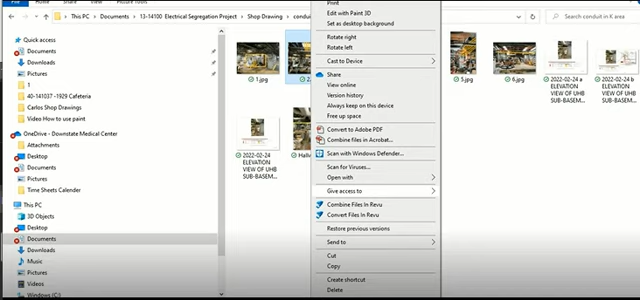 File
Home
Share
View
Picture Tools
This PC > Documents > 13-14100 Electrical Segregation Project > Shop Drawing > conduit
Search conduit in K area
Quick access
Documents
Downloads
Pictures
1
40-141037 -1929 Cafeteria
Carlos Shop Drawings
Video How to use paint
OneDrive - Downstate Medical Center
Attachments
Desktop
Documents
Pictures
Time Sheets Calender
This PC
3D Objects
Desktop
Documents
Downloads
Music
Pictures
Videos
Windows (C:)
1.jpg
2.
5.jpg
6.jpg
2022-02-24 a
ELEVATION
VIEW OF UHB
SUB-BASEM...
2022-02-24 b
ELEVATION
VIEW OF UHB
SUB-BASEM...
2022-02-24
ELEVATION
VIEW OF UHB
SUB-BASEM...
Hallw
Print
Edit with Paint 3D
Set as desktop background
Rotate right
Rotate left
Cast to Device
Share
View online
Version history
Always keep on this device
Free up space
Convert to Adobe PDF
Combine files in Acrobat...
Scan with Windows Defender...
Scan for Viruses...
Open with
Give access to
Combine Files In Revu
Convert Files In Revu
Restore previous versions
Send to
Cut
Copy
Create shortcut
Delete